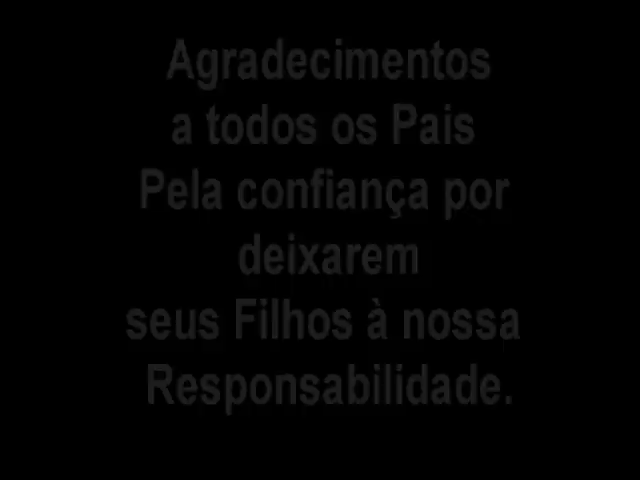 Agradecimentos
a todos os Pais
Pela confiança por
deixarem
seus Filhos à nossa
Responsabilidade.